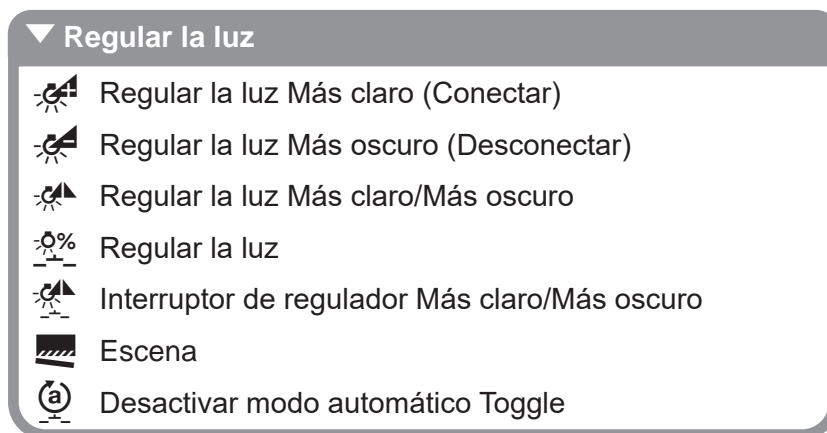 Regular la luz
Regular la luz Más claro (Conectar)
Regular la luz Más oscuro (Desconectar)
Regular la luz Más claro/Más oscuro
% Regular la luz
Interruptor de regulador Más claro/Más oscuro
Escena
a Desactivar modo automático Toggle